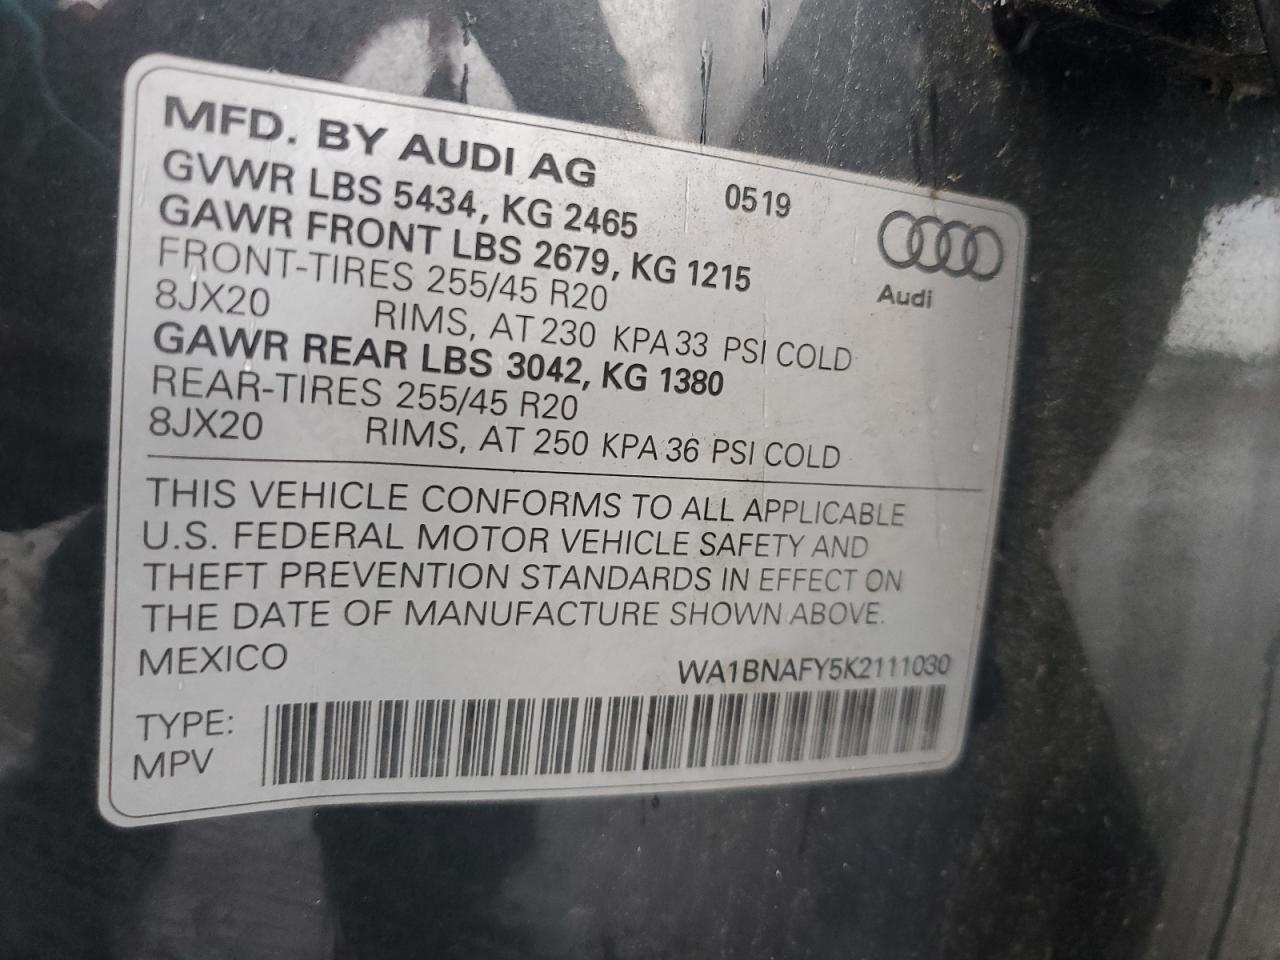 MFD. BY AUDI AG
0519
GVWR LBS 5434, KG 2465
GAWR FRONT LBS 2679, KG 1215
FRONT-TIRES 255/45 R20
8JX20 RIMS, AT 230 KPA 33 PSI COLD
GAWR REAR LBS 3042, KG 1380
REAR-TIRES 255/45 R20
8JX20 RIMS, AT 250 KPA 36 PSI COLD
Audi
THIS VEHICLE CONFORMS TO ALL APPLICABLE
U.S. FEDERAL MOTOR VEHICLE SAFETY AND
THEFT PREVENTION STANDARDS IN EFFECT ON
THE DATE OF MANUFACTURE SHOWN ABOVE.
MEXICO WA1BNAFY5K2111030
TYPE:
MPV